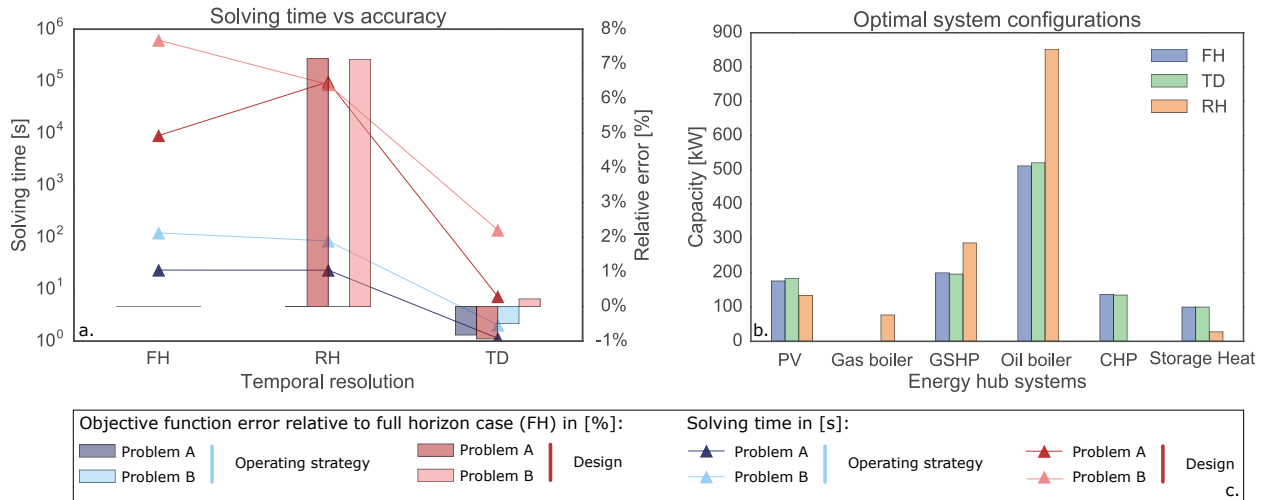 Solving time vs accuracy
10^6
10^5
10^4
10^3
10^2
10^1
10^0
Solving time [s]
8%
7%
6%
5%
4%
3%
2%
1%
0%
-1%
Relative error [%]
a.
FH
RH
TD
Temporal resolution
Optimal system configurations
900
800
700
600
500
400
300
200
100
0
Capacity [kW]
FH
TD
RH
b.
PV
Gas boiler
GSHP
Oil boiler
CHP
Storage Heat
Energy hub systems
Objective function error relative to full horizon case (FH) in [%]:
Problem A
Problem B
Operating strategy
Problem A
Problem B
Design
Solving time in [s]:
Problem A
Problem B
Operating strategy
Problem A
Problem B
Design
c.